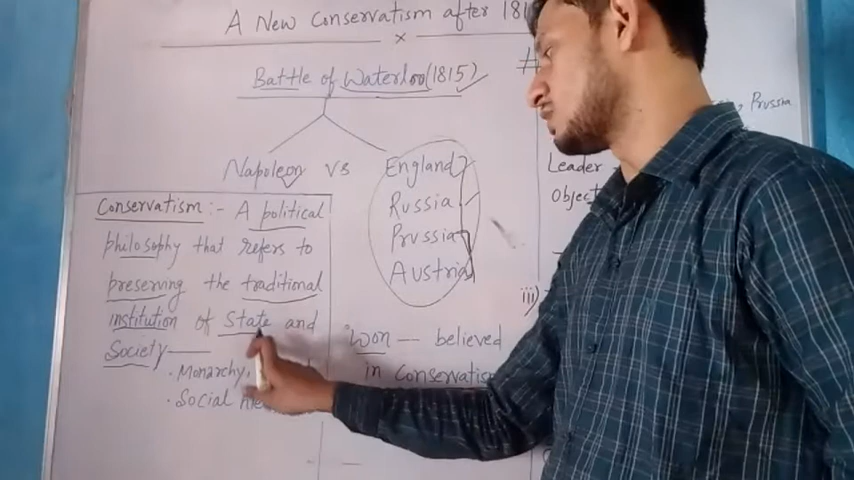 A New Conservatism after 181
×
Battle of Waterloo (1815)
Napoleon vs
England
Russia
Prussia
Austria
Conservatism :- A political
philosophy that refers to
preserving the traditional
institution of State and
Society
· Monarchy,
· Social
Won — believed
in Conservatis
#
, Prussia
Leader
Object
iii)